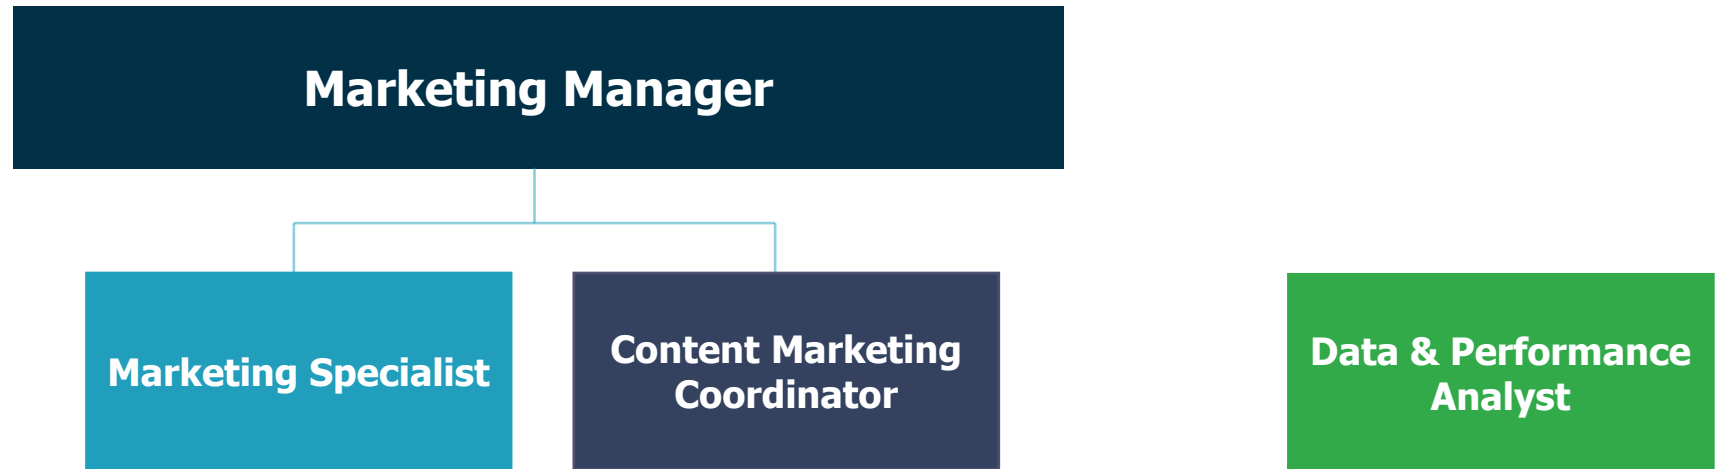 Marketing Manager
Marketing Specialist
Content Marketing
Coordinator
Data & Performance
Analyst